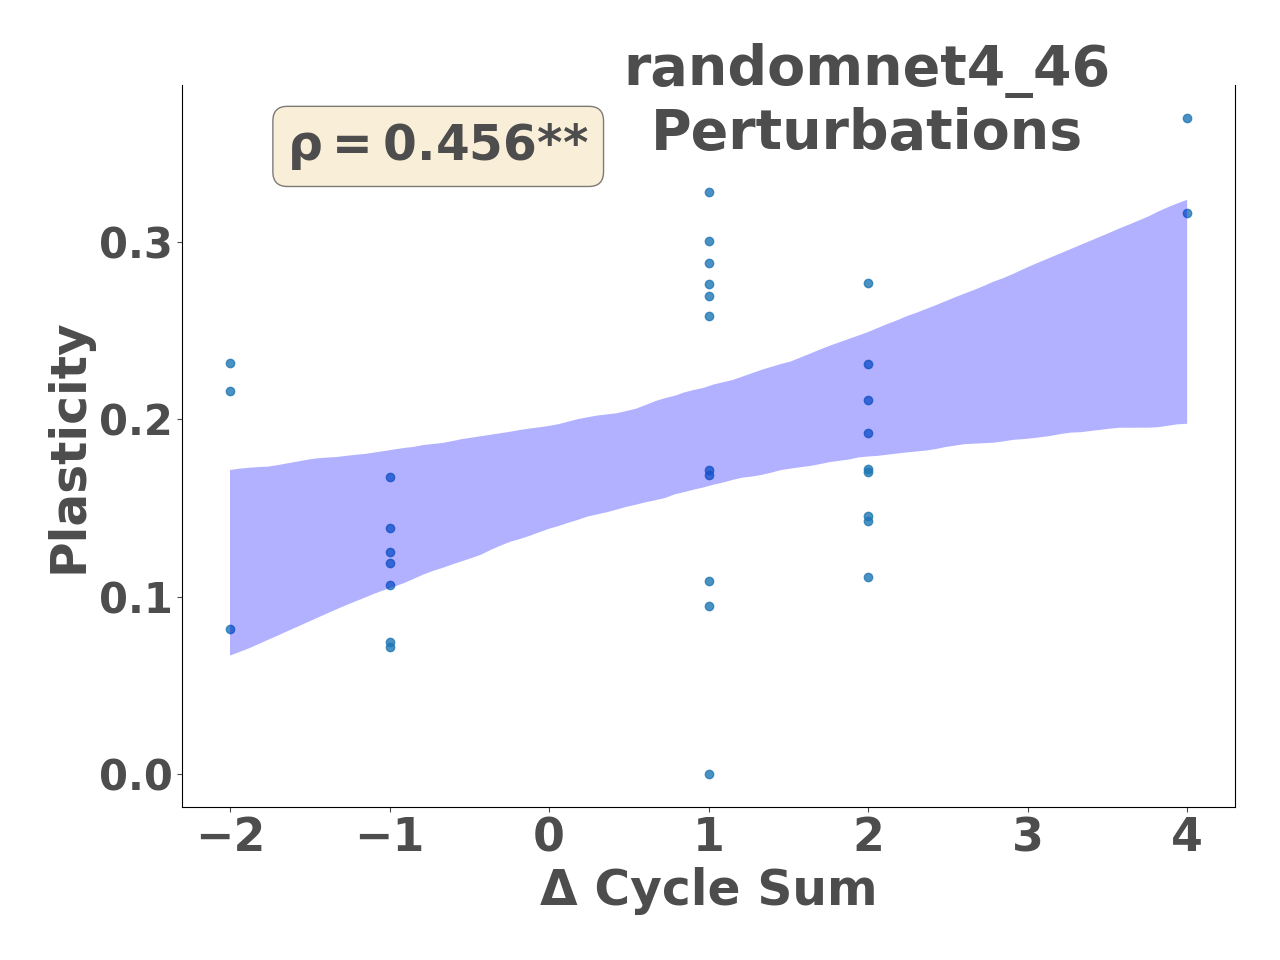 randomnet4_46
Perturbations
ρ = 0.456**
Plasticity
0.3
0.2
0.1
0.0
−2 −1 0 1 2 3 4
Δ Cycle Sum